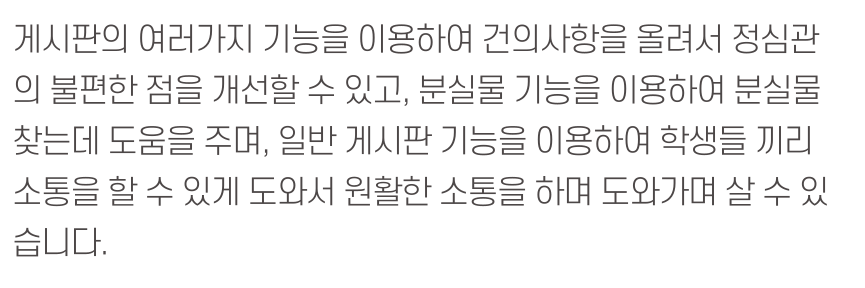 게시판의 여러가지 기능을 이용하여 건의사항을 올려서 정심관
의 불편한 점을 개선할 수 있고, 분실물 기능을 이용하여 분실물
찾는데 도움을 주며, 일반 게시판 기능을 이용하여 학생들 끼리
소통을 할 수 있게 도와서 원활한 소통을 하며 도와가며 살 수 있
습니다.